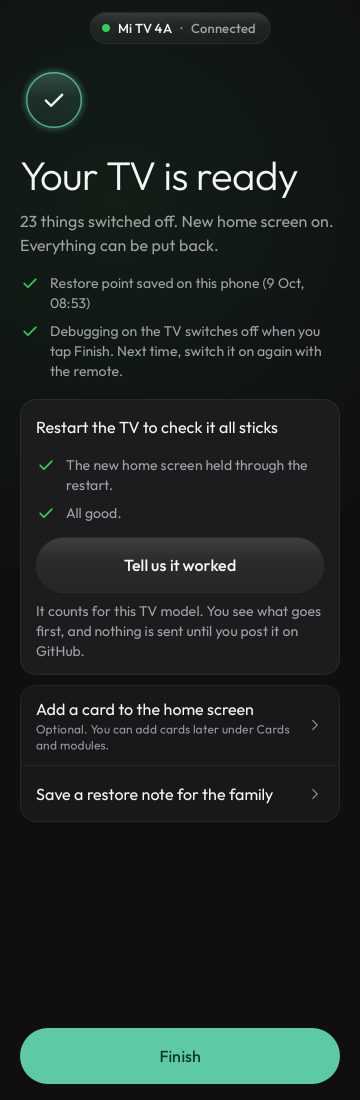 Mi TV 4A · Connected
Your TV is ready
23 things switched off. New home screen on.
Everything can be put back.
Restore point saved on this phone (9 Oct,
08:53)
Debugging on the TV switches off when you
tap Finish. Next time, switch it on again with
the remote.
Restart the TV to check it all sticks
The new home screen held through the
restart.
All good.
Tell us it worked
It counts for this TV model. You see what goes
first, and nothing is sent until you post it on
GitHub.
Add a card to the home screen
Optional. You can add cards later under Cards
and modules.
Save a restore note for the family
Finish